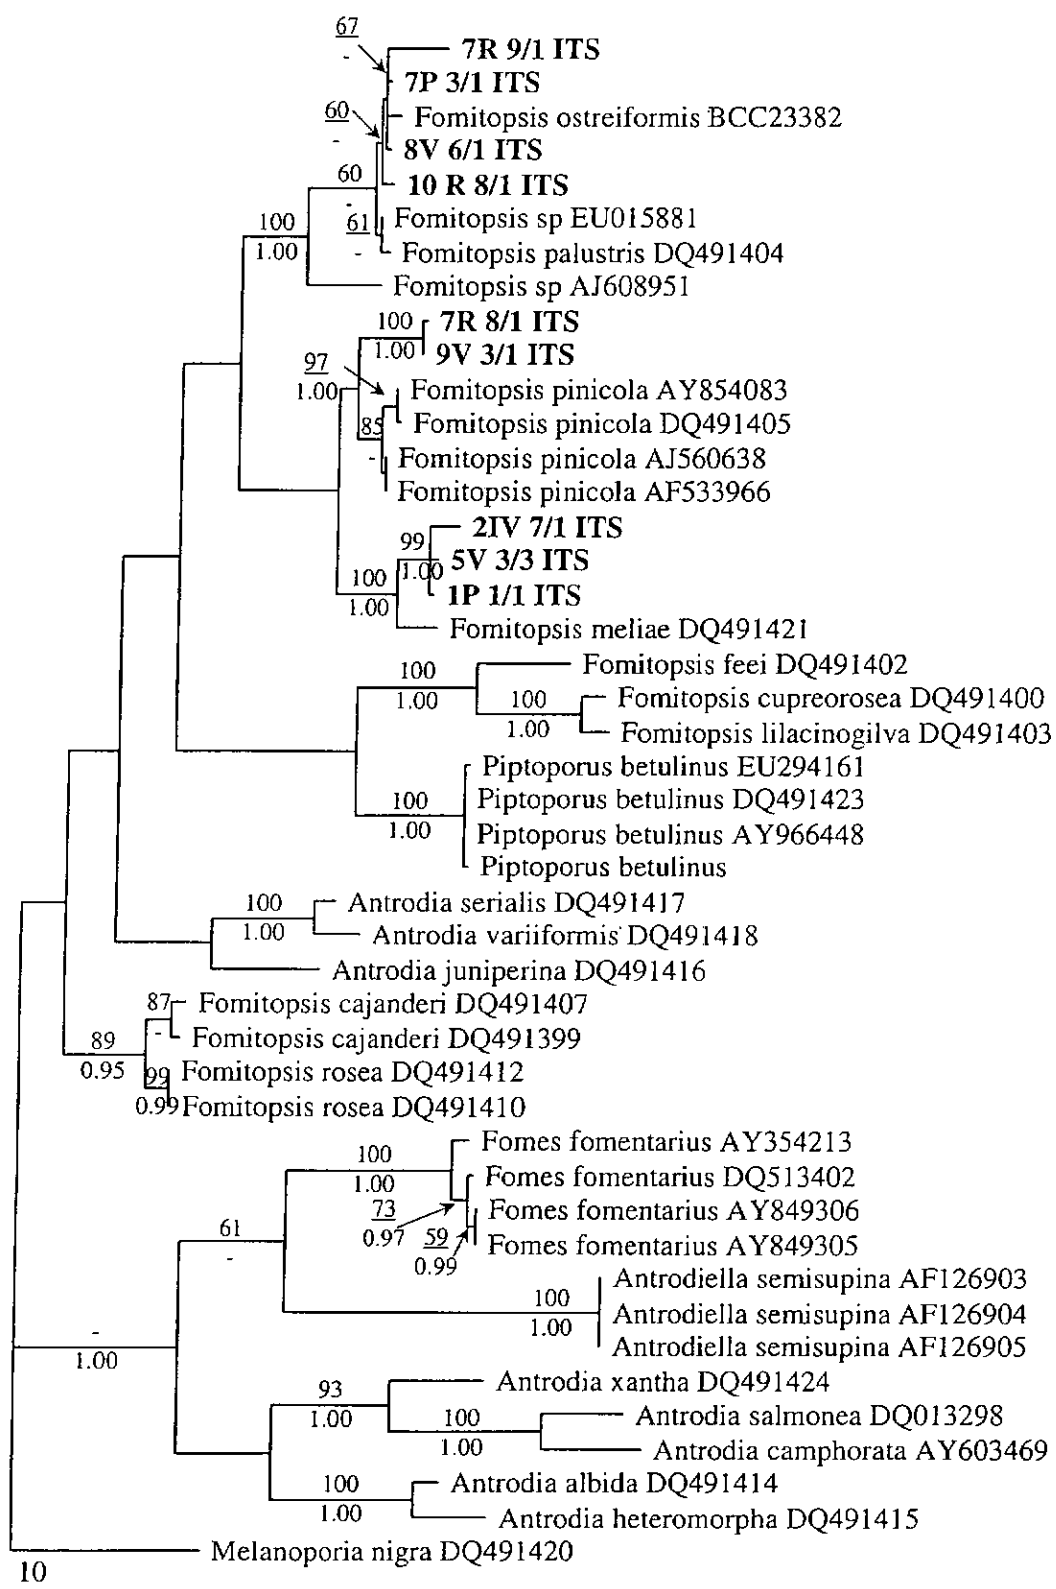 67
-
7R 9/1 ITS
7P 3/1 ITS
Fomitopsis ostreiformis BCC23382
60
-
8V 6/1 ITS
10 R 8/1 ITS
60
-
Fomitopsis sp EU015881
61
-
Fomitopsis palustris DQ491404
100
1.00
Fomitopsis sp AJ608951
7R 8/1 ITS
100
1.00
9V 3/1 ITS
97
1.00
Fomitopsis pinicola AY854083
Fomitopsis pinicola DQ491405
85
-
Fomitopsis pinicola AJ560638
Fomitopsis pinicola AF533966
2IV 7/1 ITS
99
1.00
5V 3/3 ITS
100
1.00
1P 1/1 ITS
Fomitopsis meliae DQ491421
Fomitopsis feei DQ491402
100
1.00
Fomitopsis cupreorosea DQ491400
100
1.00
Fomitopsis lilacinogilva DQ491403
Piptoporus betulinus EU294161
Piptoporus betulinus DQ491423
100
1.00
Piptoporus betulinus AY966448
Piptoporus betulinus
Antrodia serialis DQ491417
100
1.00
Antrodia variiformis DQ491418
Antrodia juniperina DQ491416
87
-
Fomitopsis cajanderi DQ491407
Fomitopsis cajanderi DQ491399
89
0.95
Fomitopsis rosea DQ491412
99
0.99
Fomitopsis rosea DQ491410
Fomes fomentarius AY354213
100
1.00
Fomes fomentarius DQ513402
73
0.97
Fomes fomentarius AY849306
59
0.99
Fomes fomentarius AY849305
61
-
Antrodiella semisupina AF126903
100
1.00
Antrodiella semisupina AF126904
Antrodiella semisupina AF126905
-
1.00
Antrodia xantha DQ491424
93
1.00
Antrodia salmonea DQ013298
100
1.00
Antrodia camphorata AY603469
Antrodia albida DQ491414
100
1.00
Antrodia heteromorpha DQ491415
Melanoporia nigra DQ491420
10